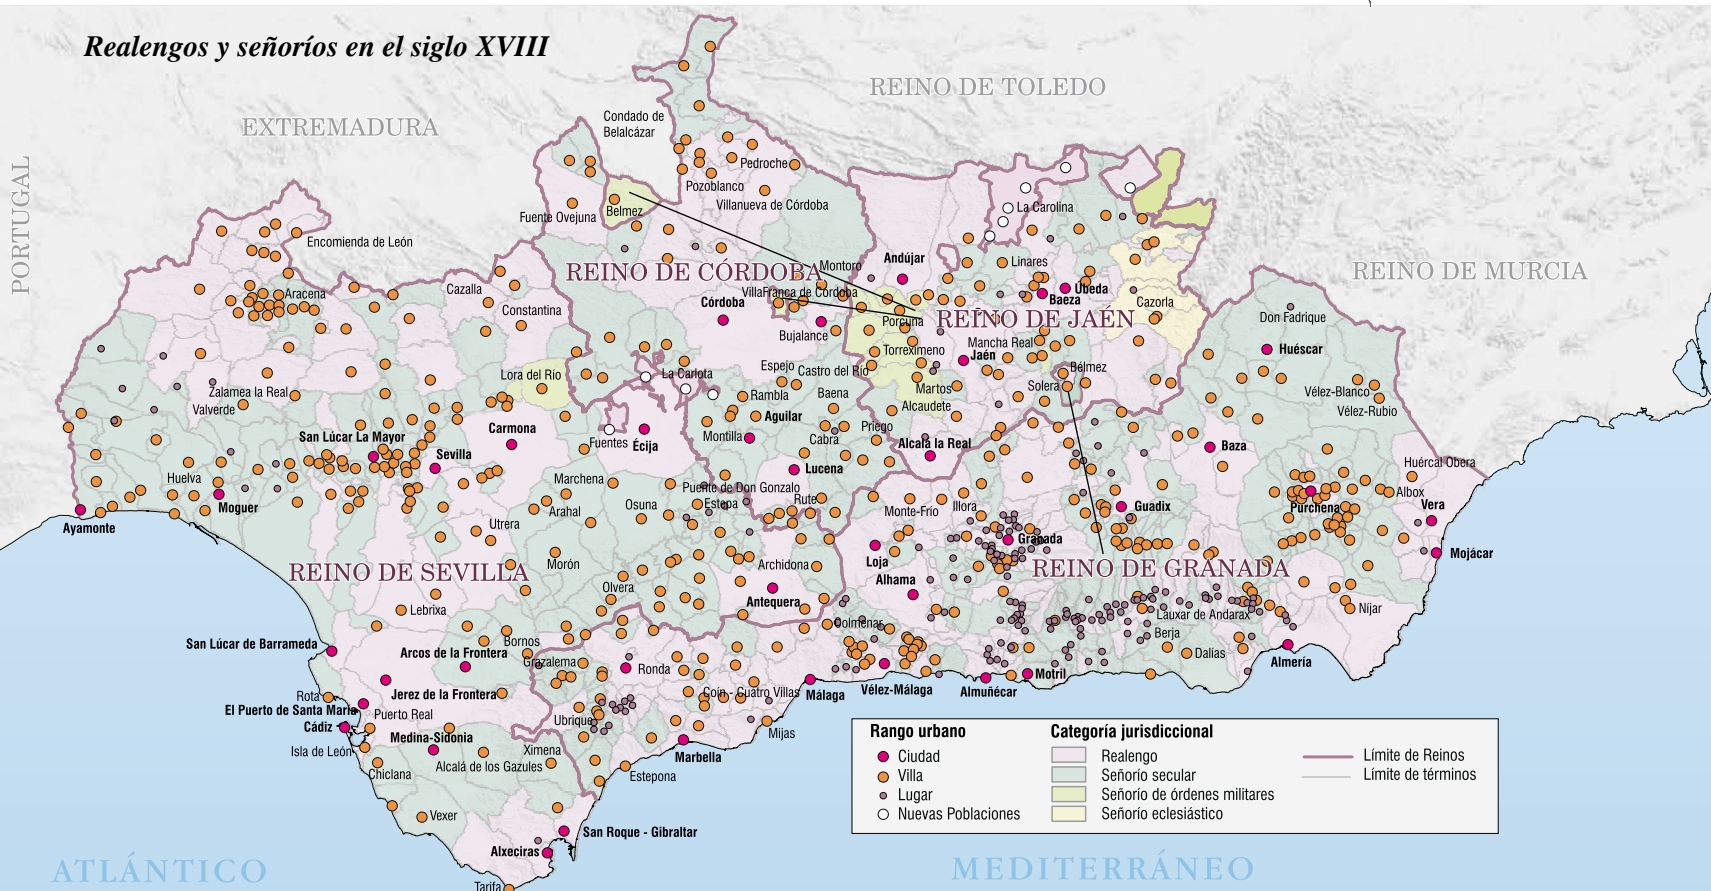 Realengos y señoríos en el siglo XVIII
REINO DE TOLEDO
EXTREMADURA
PORTUGAL
REINO DE MURCIA
Condado de
Belalcázar
Pedroche
Pozoblanco
Villanueva de Córdoba
Belmez
Fuente Ovejuna
Encomienda de León
La Carolina
Andújar
Linares
Montoro
REINO DE CÓRDOBA
Aracena
Cazalla
Constantina
VillaFranca de Córdoba
Córdoba
Úbeda
Baeza
Cazorla
Don Fadrique
Bujalance
Porcuna
REINO DE JAÉN
Mancha Real
Torreximeno
Jaén
Huéscar
Lora del Río
La Carlota
Espejo
Castro del Río
Bélmez
Solera
Martos
Alcaudete
Zalamea la Real
Valverde
Rambla
Baena
Aguilar
Vélez-Blanco
Vélez-Rubio
San Lúcar La Mayor
Carmona
Fuentes
Écija
Montilla
Cabra
Priego
Alcalá la Real
Baza
Sevilla
Lucena
Huércal Obera
Huelva
Moguer
Marchena
Puente de Don Gonzalo
Estepa
Rute
Osuna
Arahal
Monte-Frío
Illora
Guadix
Purchena
Albox
Vera
Ayamonte
Utrera
Granada
Loja
Mojácar
REINO DE SEVILLA
Morón
Archidona
Alhama
REINO DE GRANADA
Olvera
Antequera
Lebrixa
Colmenar
Lauxar de Andarax
Níjar
Berja
San Lúcar de Barrameda
Bornos
Arcos de la Frontera
Grazalema
Ronda
Dalías
Almería
Jerez de la Frontera
Coín - Cuatro Villas
Málaga
Vélez-Málaga
Almuñécar
Motril
Rota
El Puerto de Santa María
Puerto Real
Cádiz
Ubrique
Mijas
Medina-Sidonia
Isla de León
Ximena
Alcalá de los Gazules
Marbella
Chiclana
Estepona
Vexer
San Roque - Gibraltar
Alxeciras
Tarifa
ATLÁNTICO
MEDITERRÁNEO
Rango urbano
Ciudad
Villa
Lugar
Nuevas Poblaciones
Categoría jurisdiccional
Realengo
Señorío secular
Señorío de órdenes militares
Señorío eclesiástico
Límite de Reinos
Límite de términos